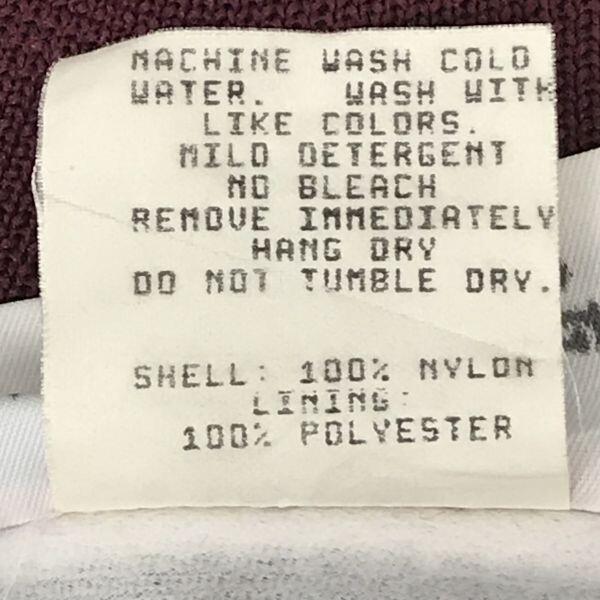 MACHINE WASH COLD
WATER. WASH WITH
LIKE COLORS.
MILD DETERGENT
NO BLEACH
REMOVE IMMEDIATELY
HANG DRY
DO NOT TUMBLE DRY.
SHELL: 100% NYLON
LINING:
100% POLYESTER